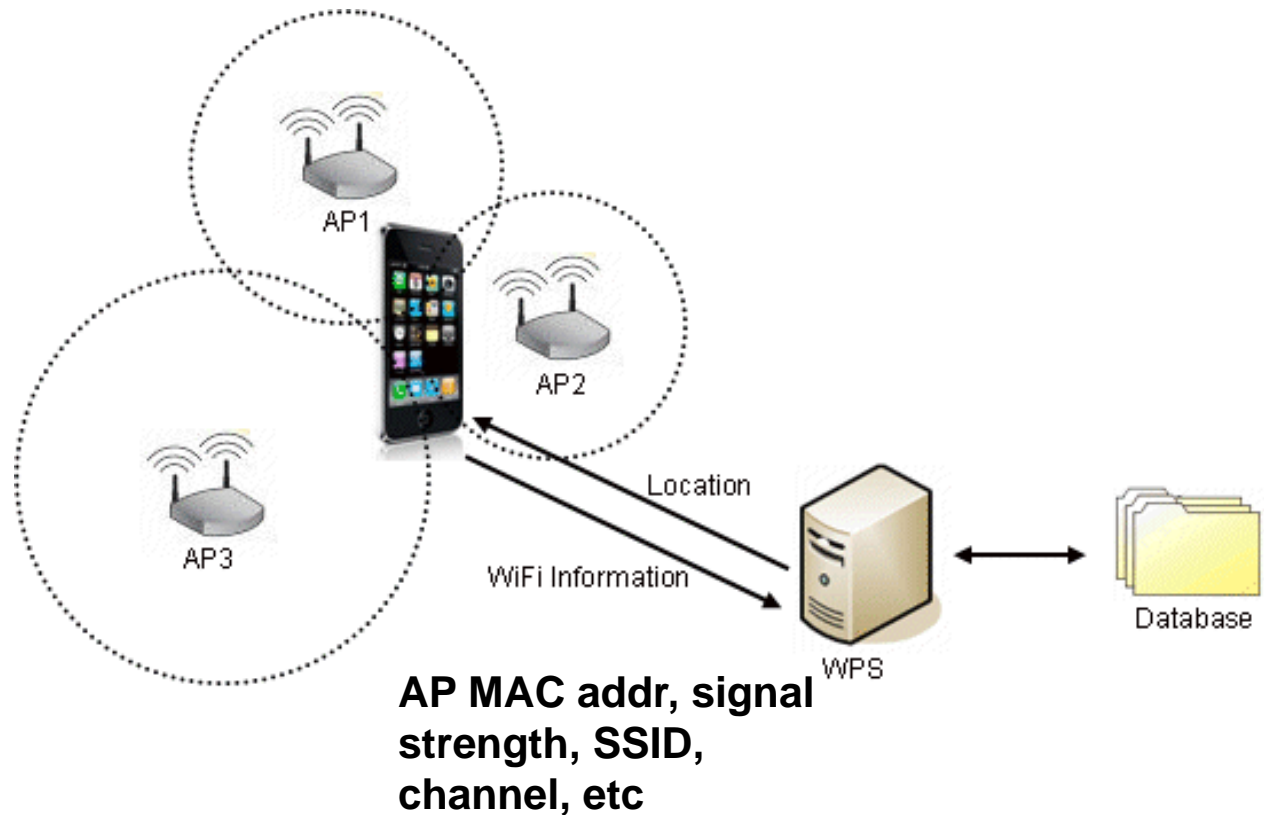 AP1
AP2
AP3
Location
WiFi Information
WPS
Database
AP MAC addr, signal
strength, SSID,
channel, etc